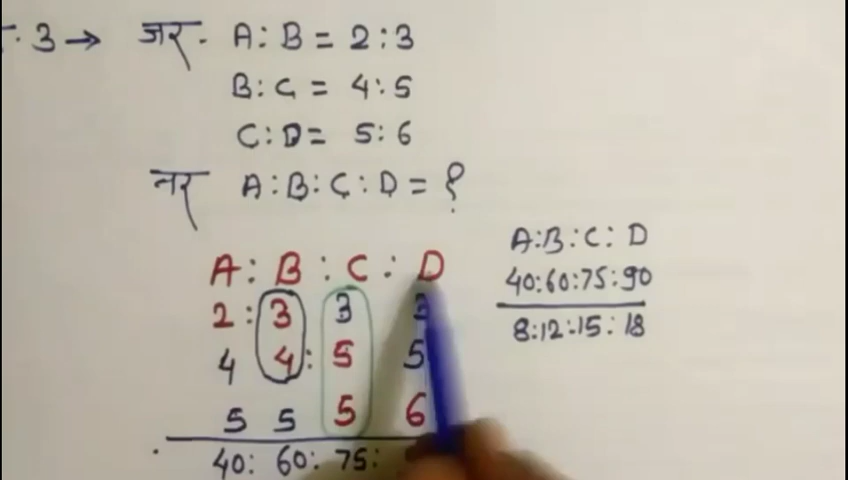 3 → जर. A : B = 2 : 3
B : C = 4 : 5
C : D = 5 : 6
तर A : B : C : D = ?
A : B : C : D
2 : 3 3 3
4 4 : 5 5
5 5 5 6
40 : 60 : 75 :
A : B : C : D
40 : 60 : 75 : 90
8 : 12 : 15 : 18